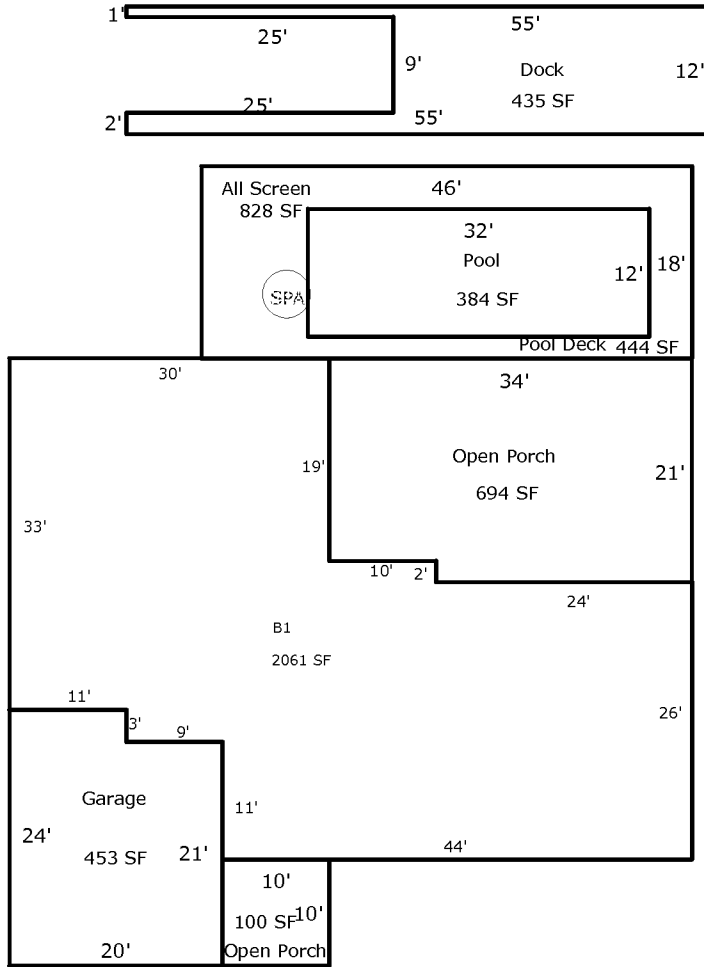 1'
25'
55'
9'
Dock
12'
435 SF
25'
2'
55'
All Screen
46'
828 SF
32'
Pool
18'
12'
SPA
384 SF
Pool Deck 444 SF
30'
34'
19'
Open Porch
21'
694 SF
33'
10'
2'
24'
B1
2061 SF
11'
26'
3'
9'
Garage
11'
24'
21'
453 SF
44'
10'
100 SF
10'
20'
Open Porch